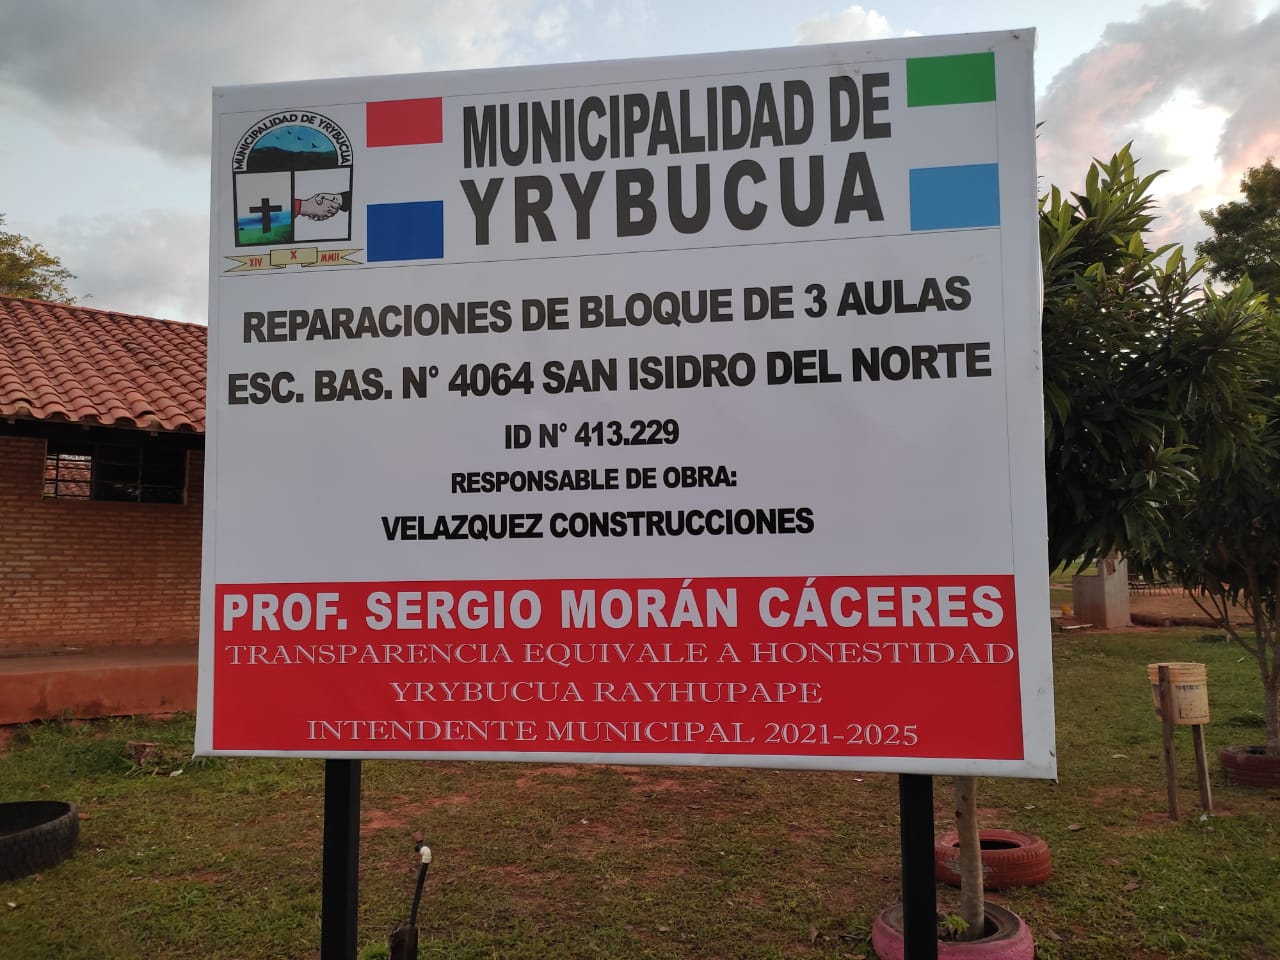 MUNICIPALIDAD DE YRYBUCUA
XIV X MMII
MUNICIPALIDAD DE
YRYBUCUA
REPARACIONES DE BLOQUE DE 3 AULAS
ESC. BAS. N° 4064 SAN ISIDRO DEL NORTE
ID N° 413.229
RESPONSABLE DE OBRA:
VELAZQUEZ CONSTRUCCIONES
PROF. SERGIO MORÁN CÁCERES
TRANSPARENCIA EQUIVALE A HONESTIDAD
YRYBUCUA RAYHUPAPE
INTENDENTE MUNICIPAL 2021-2025